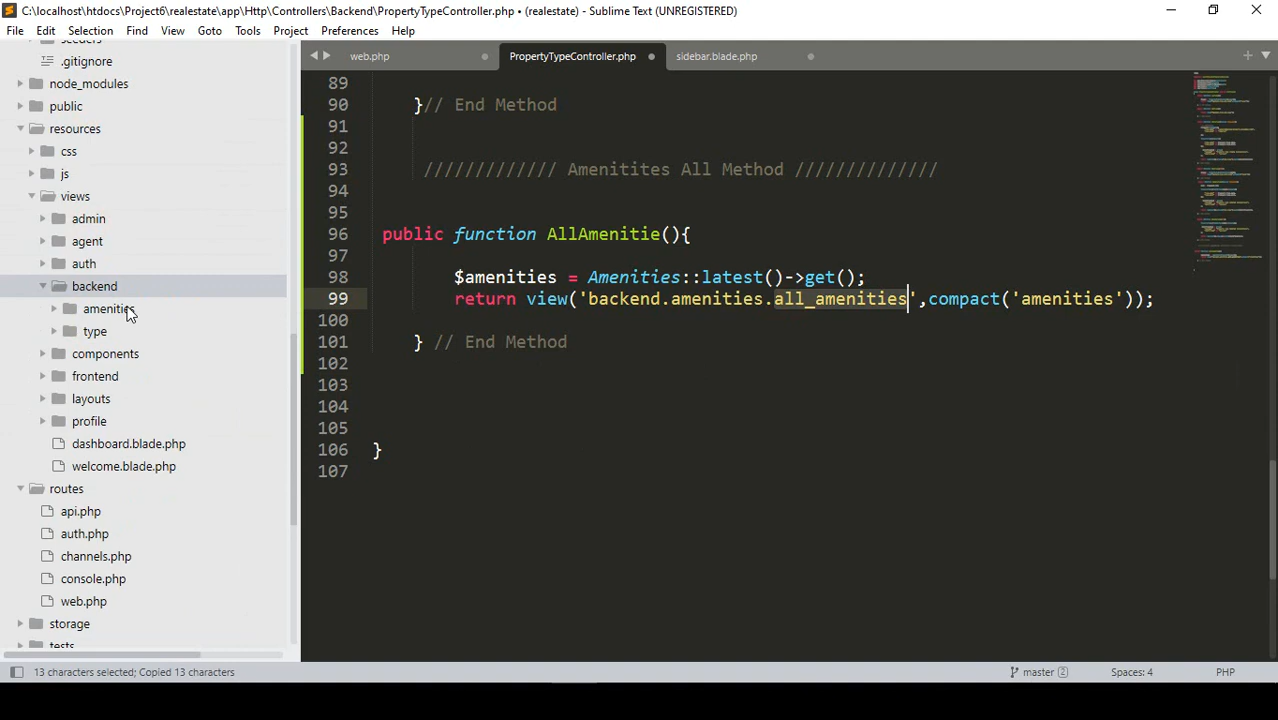 C:\localhost\htdocs\Project6\realestate\app\Http\Controllers\Backend\PropertyTypeController.php • (realestate) - Sublime Text (UNREGISTERED)
File Edit Selection Find View Goto Tools Project Preferences Help
web.php PropertyTypeController.php sidebar.blade.php
.gitignore
node_modules
public
resources
css
js
views
admin
agent
auth
backend
amenities
type
components
frontend
layouts
profile
dashboard.blade.php
welcome.blade.php
routes
api.php
auth.php
channels.php
console.php
web.php
storage
tests
89
90 }// End Method
91
92
93 ///////////// Amenitites All Method //////////////
94
95
96 public function AllAmenitie(){
97
98 $amenities = Amenities::latest()->get();
99 return view('backend.amenities.all_amenities',compact('amenities'));
100
101 } // End Method
102
103
104
105
106 }
107
13 characters selected; Copied 13 characters master 2 Spaces: 4 PHP